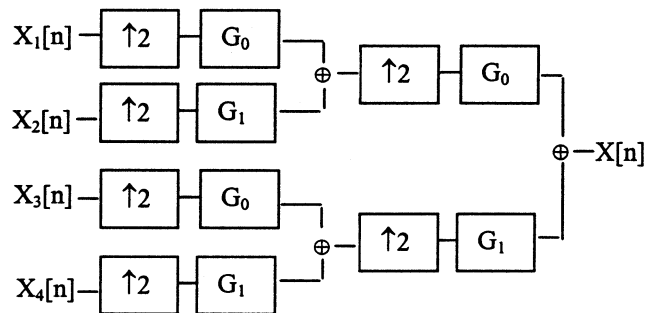 X₁[n] ↑2 G₀
↑2 G₀
X₂[n] ↑2 G₁
⊕ X[n]
X₃[n] ↑2 G₀
↑2 G₁
X₄[n] ↑2 G₁